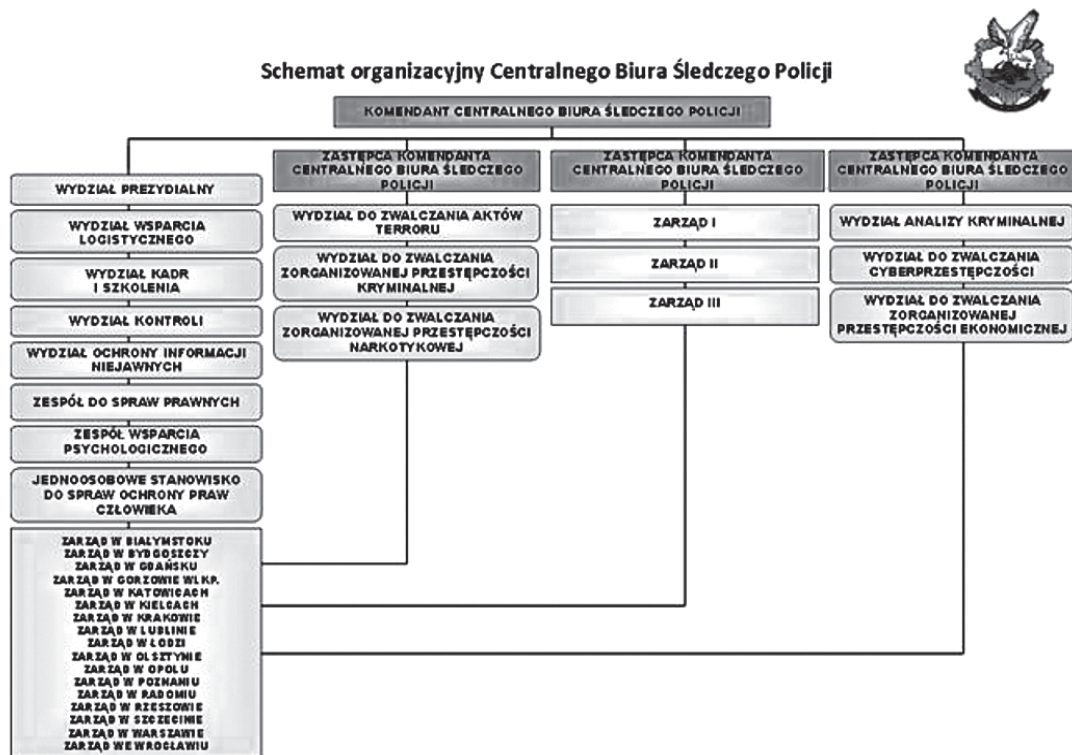 Schemat organizacyjny Centralnego Biura Śledczego Policji
KOMENDANT CENTRALNEGO BIURA ŚLEDCZEGO POLICJI
WYDZIAŁ PREZYDIALNY
WYDZIAŁ WSPARCIA
LOGISTYCZNEGO
WYDZIAŁ KADR
I SZKOLENIA
WYDZIAŁ KONTROLI
WYDZIAŁ OCHRONY INFORMACJI
NIEJAWNYCH
ZESPÓŁ DO SPRAW PRAWNYCH
ZESPÓŁ WSPARCIA
PSYCHOLOGICZNEGO
JEDNOOSOBOWE STANOWISKO
DO SPRAW OCHRONY PRAW
CZŁOWIEKA
ZARZĄD W BIAŁYMSTOKU
ZARZĄD W BYDGOSZCZY
ZARZĄD W GDAŃSKU
ZARZĄD W GORZOWIE WLKP.
ZARZĄD W KATOWICACH
ZARZĄD W KIELCACH
ZARZĄD W KRAKOWIE
ZARZĄD W LUBLINIE
ZARZĄD W ŁODZI
ZARZĄD W OLSZTYNIE
ZARZĄD W OPOLU
ZARZĄD W POZNANIU
ZARZĄD W RADOMIU
ZARZĄD W RZESZOWIE
ZARZĄD W SZCZECINIE
ZARZĄD W WARSZAWIE
ZARZĄD WE WROCŁAWIU
ZASTĘPCA KOMENDANTA
CENTRALNEGO BIURA ŚLEDCZEGO
POLICJI
WYDZIAŁ DO ZWALCZANIA AKTÓW
TERRORU
WYDZIAŁ DO ZWALCZANIA
ZORGANIZOWANEJ PRZESTĘPCZOŚCI
KRYMINALNEJ
WYDZIAŁ DO ZWALCZANIA
ZORGANIZOWANEJ PRZESTĘPCZOŚCI
NARKOTYKOWEJ
ZASTĘPCA KOMENDANTA
CENTRALNEGO BIURA ŚLEDCZEGO
POLICJI
ZARZĄD I
ZARZĄD II
ZARZĄD III
ZASTĘPCA KOMENDANTA
CENTRALNEGO BIURA ŚLEDCZEGO
POLICJI
WYDZIAŁ ANALIZY KRYMINALNEJ
WYDZIAŁ DO ZWALCZANIA
CYBERPRZESTĘPCZOŚCI
WYDZIAŁ DO ZWALCZANIA
ZORGANIZOWANEJ
PRZESTĘPCZOŚCI EKONOMICZNEJ